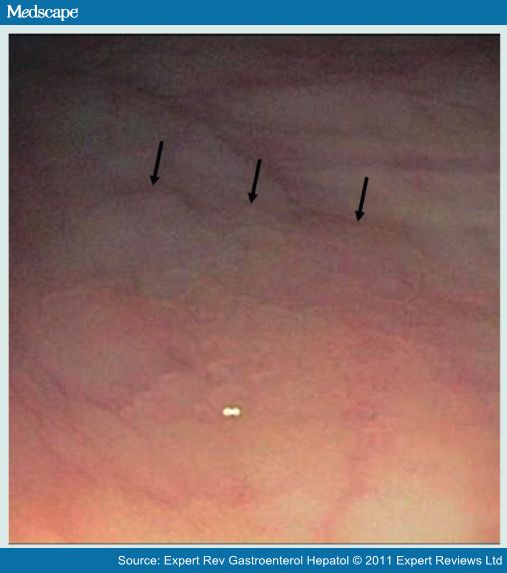 Medscape
Source: Expert Rev Gastroenterol Hepatol © 2011 Expert Reviews Ltd